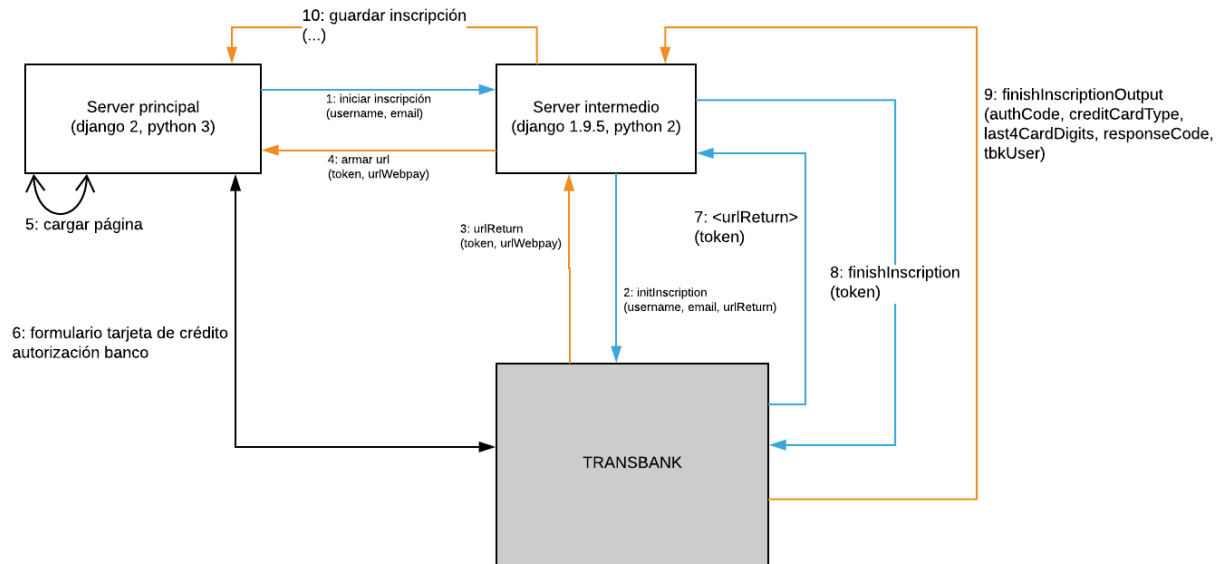 10: guardar inscripción
(...)
Server principal
(django 2, python 3)
1: iniciar inscripción
(username, email)
Server intermedio
(django 1.9.5, python 2)
4: armar url
(token, urlWebpay)
5: cargar página
3: urlReturn
(token, urlWebpay)
2: initInscription
(username, email, urlReturn)
7: <urlReturn>
(token)
8: finishInscription
(token)
9: finishInscriptionOutput
(authCode, creditCardType,
last4CardDigits, responseCode,
tbkUser)
6: formulario tarjeta de crédito
autorización banco
TRANSBANK